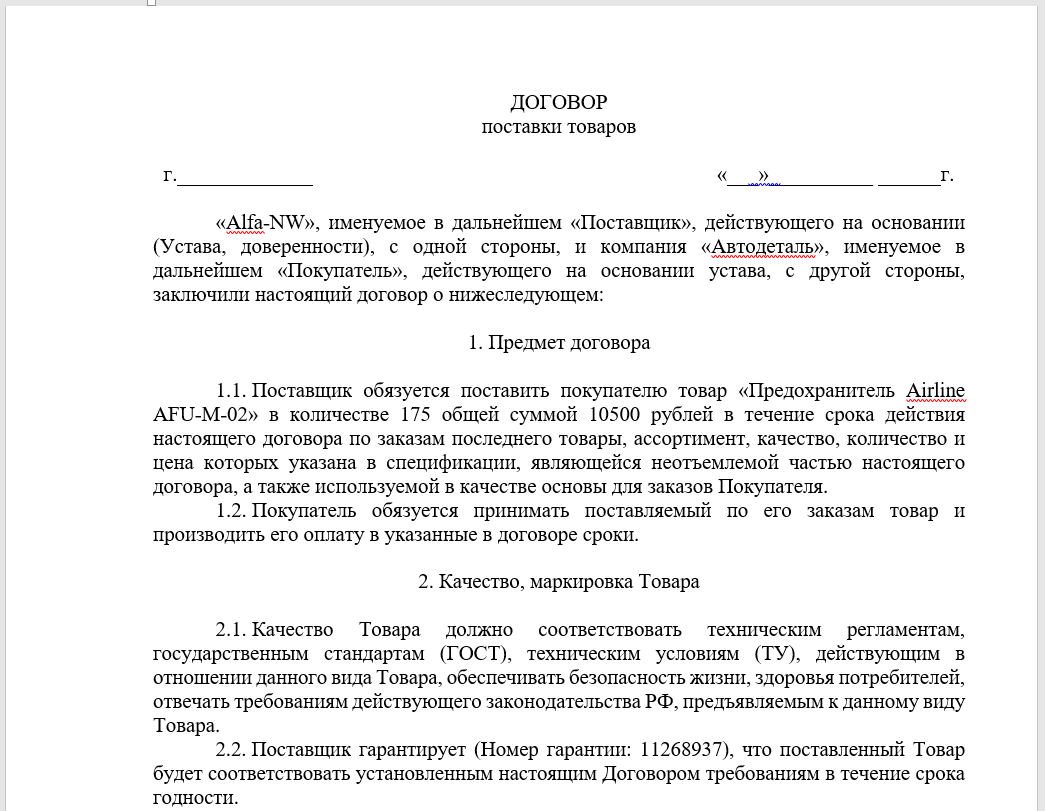 ДОГОВОР
поставки товаров
г.______________ «___»_________ ______г.
«Alfa-NW», именуемое в дальнейшем «Поставщик», действующего на основании
(Устава, доверенности), с одной стороны, и компания «Автодеталь», именуемое в
дальнейшем «Покупатель», действующего на основании устава, с другой стороны,
заключили настоящий договор о нижеследующем:
1. Предмет договора
1.1. Поставщик обязуется поставить покупателю товар «Предохранитель Airline
AFU-M-02» в количестве 175 общей суммой 10500 рублей в течение срока действия
настоящего договора по заказам последнего товары, ассортимент, качество, количество и
цена которых указана в спецификации, являющейся неотъемлемой частью настоящего
договора, а также используемой в качестве основы для заказов Покупателя.
1.2. Покупатель обязуется принимать поставляемый по его заказам товар и
производить его оплату в указанные в договоре сроки.
2. Качество, маркировка Товара
2.1. Качество Товара должно соответствовать техническим регламентам,
государственным стандартам (ГОСТ), техническим условиям (ТУ), действующим в
отношении данного вида Товара, обеспечивать безопасность жизни, здоровья потребителей,
отвечать требованиям действующего законодательства РФ, предъявляемым к данному виду
Товара.
2.2. Поставщик гарантирует (Номер гарантии: 11268937), что поставленный Товар
будет соответствовать установленным настоящим Договором требованиям в течение срока
годности.